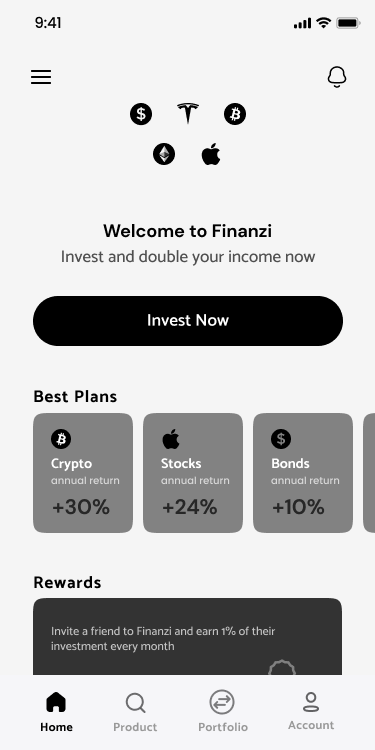 9:41
Welcome to Finanzi
Invest and double your income now
Invest Now
Best Plans
Crypto
annual return
+30%
Stocks
annual return
+24%
Bonds
annual return
+10%
Rewards
Invite a friend to Finanzi and earn 1% of their
investment every month
Home
Product
Portfolio
Account